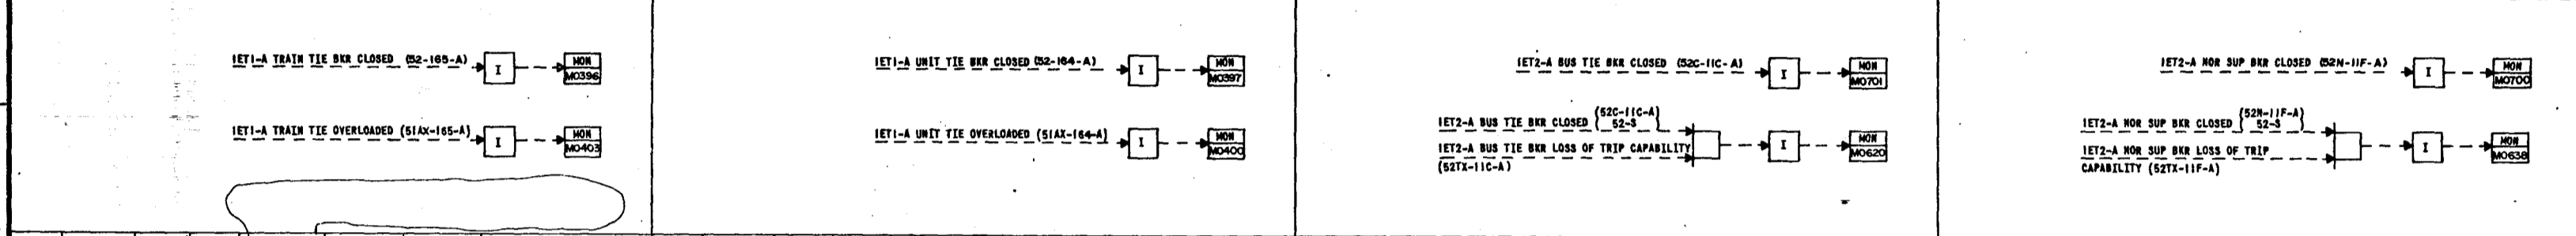 1ET1-A TRAIN TIE BKR CLOSED (52-165-A)
I
MON
M0396
1ET1-A TRAIN TIE OVERLOADED (51AX-165-A)
I
MON
M0403
1ET1-A UNIT TIE BKR CLOSED (52-164-A)
I
MON
M0397
1ET1-A UNIT TIE OVERLOADED (51AX-164-A)
I
MON
M0400
1ET2-A BUS TIE BKR CLOSED (52C-11C-A)
I
MON
M0701
(52C-11C-A)
1ET2-A BUS TIE BKR CLOSED 52-S
1ET2-A BUS TIE BKR LOSS OF TRIP CAPABILITY
(52TX-11C-A)
I
MON
M0620
1ET2-A NOR SUP BKR CLOSED (52N-11F-A)
I
MON
M0700
(52N-11F-A)
1ET2-A NOR SUP BKR CLOSED 52-S
1ET2-A NOR SUP BKR LOSS OF TRIP
CAPABILITY (52TX-11F-A)
I
MON
M0638